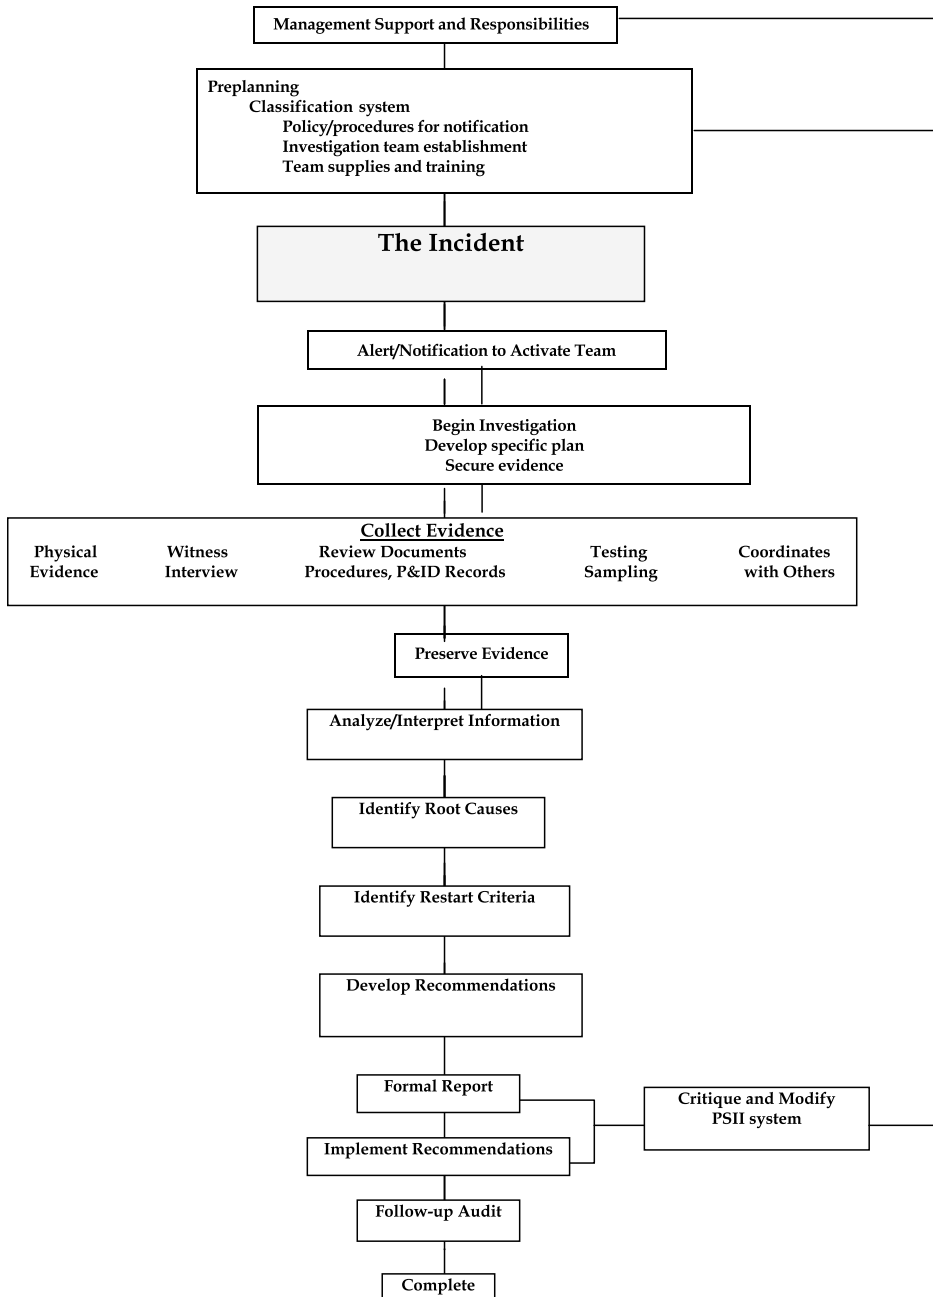 Management Support and Responsibilities
Preplanning
Classification system
Policy/procedures for notification
Investigation team establishment
Team supplies and training
The Incident
Alert/Notification to Activate Team
Begin Investigation
Develop specific plan
Secure evidence
Collect Evidence
Physical Witness Review Documents Testing Coordinates
Evidence Interview Procedures, P&ID Records Sampling with Others
Preserve Evidence
Analyze/Interpret Information
Identify Root Causes
Identify Restart Criteria
Develop Recommendations
Formal Report
Critique and Modify
PSII system
Implement Recommendations
Follow-up Audit
Complete